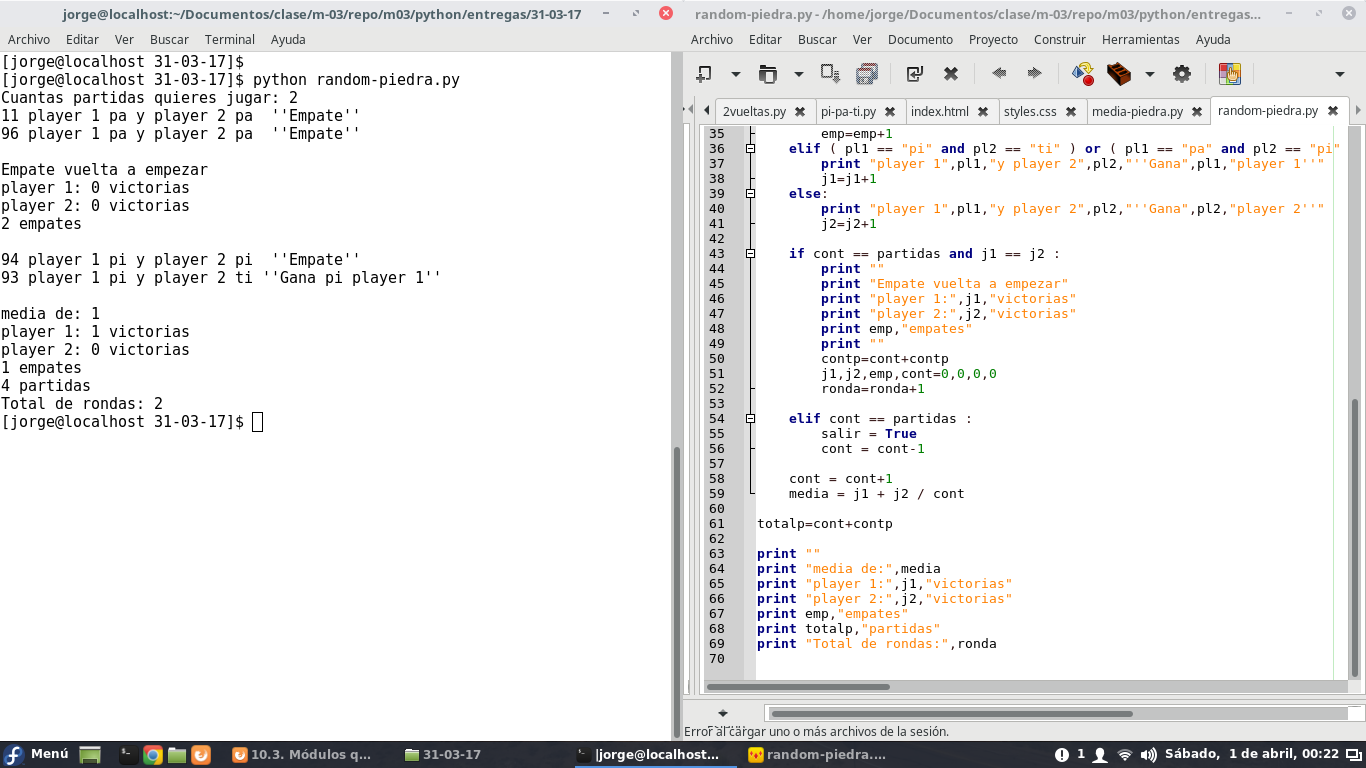 jorge@localhost:~/Documentos/clase/m-03/repo/m03/python/entregas/31-03-17
Archivo Editar Ver Buscar Terminal Ayuda
[jorge@localhost 31-03-17]$
[jorge@localhost 31-03-17]$ python random-piedra.py
Cuantas partidas quieres jugar: 2
11 player 1 pa y player 2 pa  ''Empate''
96 player 1 pa y player 2 pa  ''Empate''
Empate vuelta a empezar
player 1: 0 victorias
player 2: 0 victorias
2 empates
94 player 1 pi y player 2 pi  ''Empate''
93 player 1 pi y player 2 ti ''Gana pi player 1''
media de: 1
player 1: 1 victorias
player 2: 0 victorias
1 empates
4 partidas
Total de rondas: 2
[jorge@localhost 31-03-17]$
random-piedra.py - /home/jorge/Documentos/clase/m-03/repo/m03/python/entregas...
Archivo Editar Buscar Ver Documento Proyecto Construir Herramientas Ayuda
2vueltas.py pi-pa-ti.py index.html styles.css media-piedra.py random-piedra.py
35 emp=emp+1
36 elif ( pl1 == "pi" and pl2 == "ti" ) or ( pl1 == "pa" and pl2 == "pi"
37 print "player 1",pl1,"y player 2",pl2,"''Gana",pl1,"player 1''"
38 j1=j1+1
39 else:
40 print "player 1",pl1,"y player 2",pl2,"''Gana",pl2,"player 2''"
41 j2=j2+1
42
43 if cont == partidas and j1 == j2 :
44 print ""
45 print "Empate vuelta a empezar"
46 print "player 1:",j1,"victorias"
47 print "player 2:",j2,"victorias"
48 print emp,"empates"
49 print ""
50 contp=cont+contp
51 j1,j2,emp,cont=0,0,0,0
52 ronda=ronda+1
53
54 elif cont == partidas :
55 salir = True
56 cont = cont-1
57
58 cont = cont+1
59 media = j1 + j2 / cont
60
61 totalp=cont+contp
62
63 print ""
64 print "media de:",media
65 print "player 1:",j1,"victorias"
66 print "player 2:",j2,"victorias"
67 print emp,"empates"
68 print totalp,"partidas"
69 print "Total de rondas:",ronda
70
Error al cargar uno o más archivos de la sesión.
Menú 10.3. Módulos q... 31-03-17 |jorge@localhost... random-piedra.... 1 Sábado, 1 de abril, 00:22